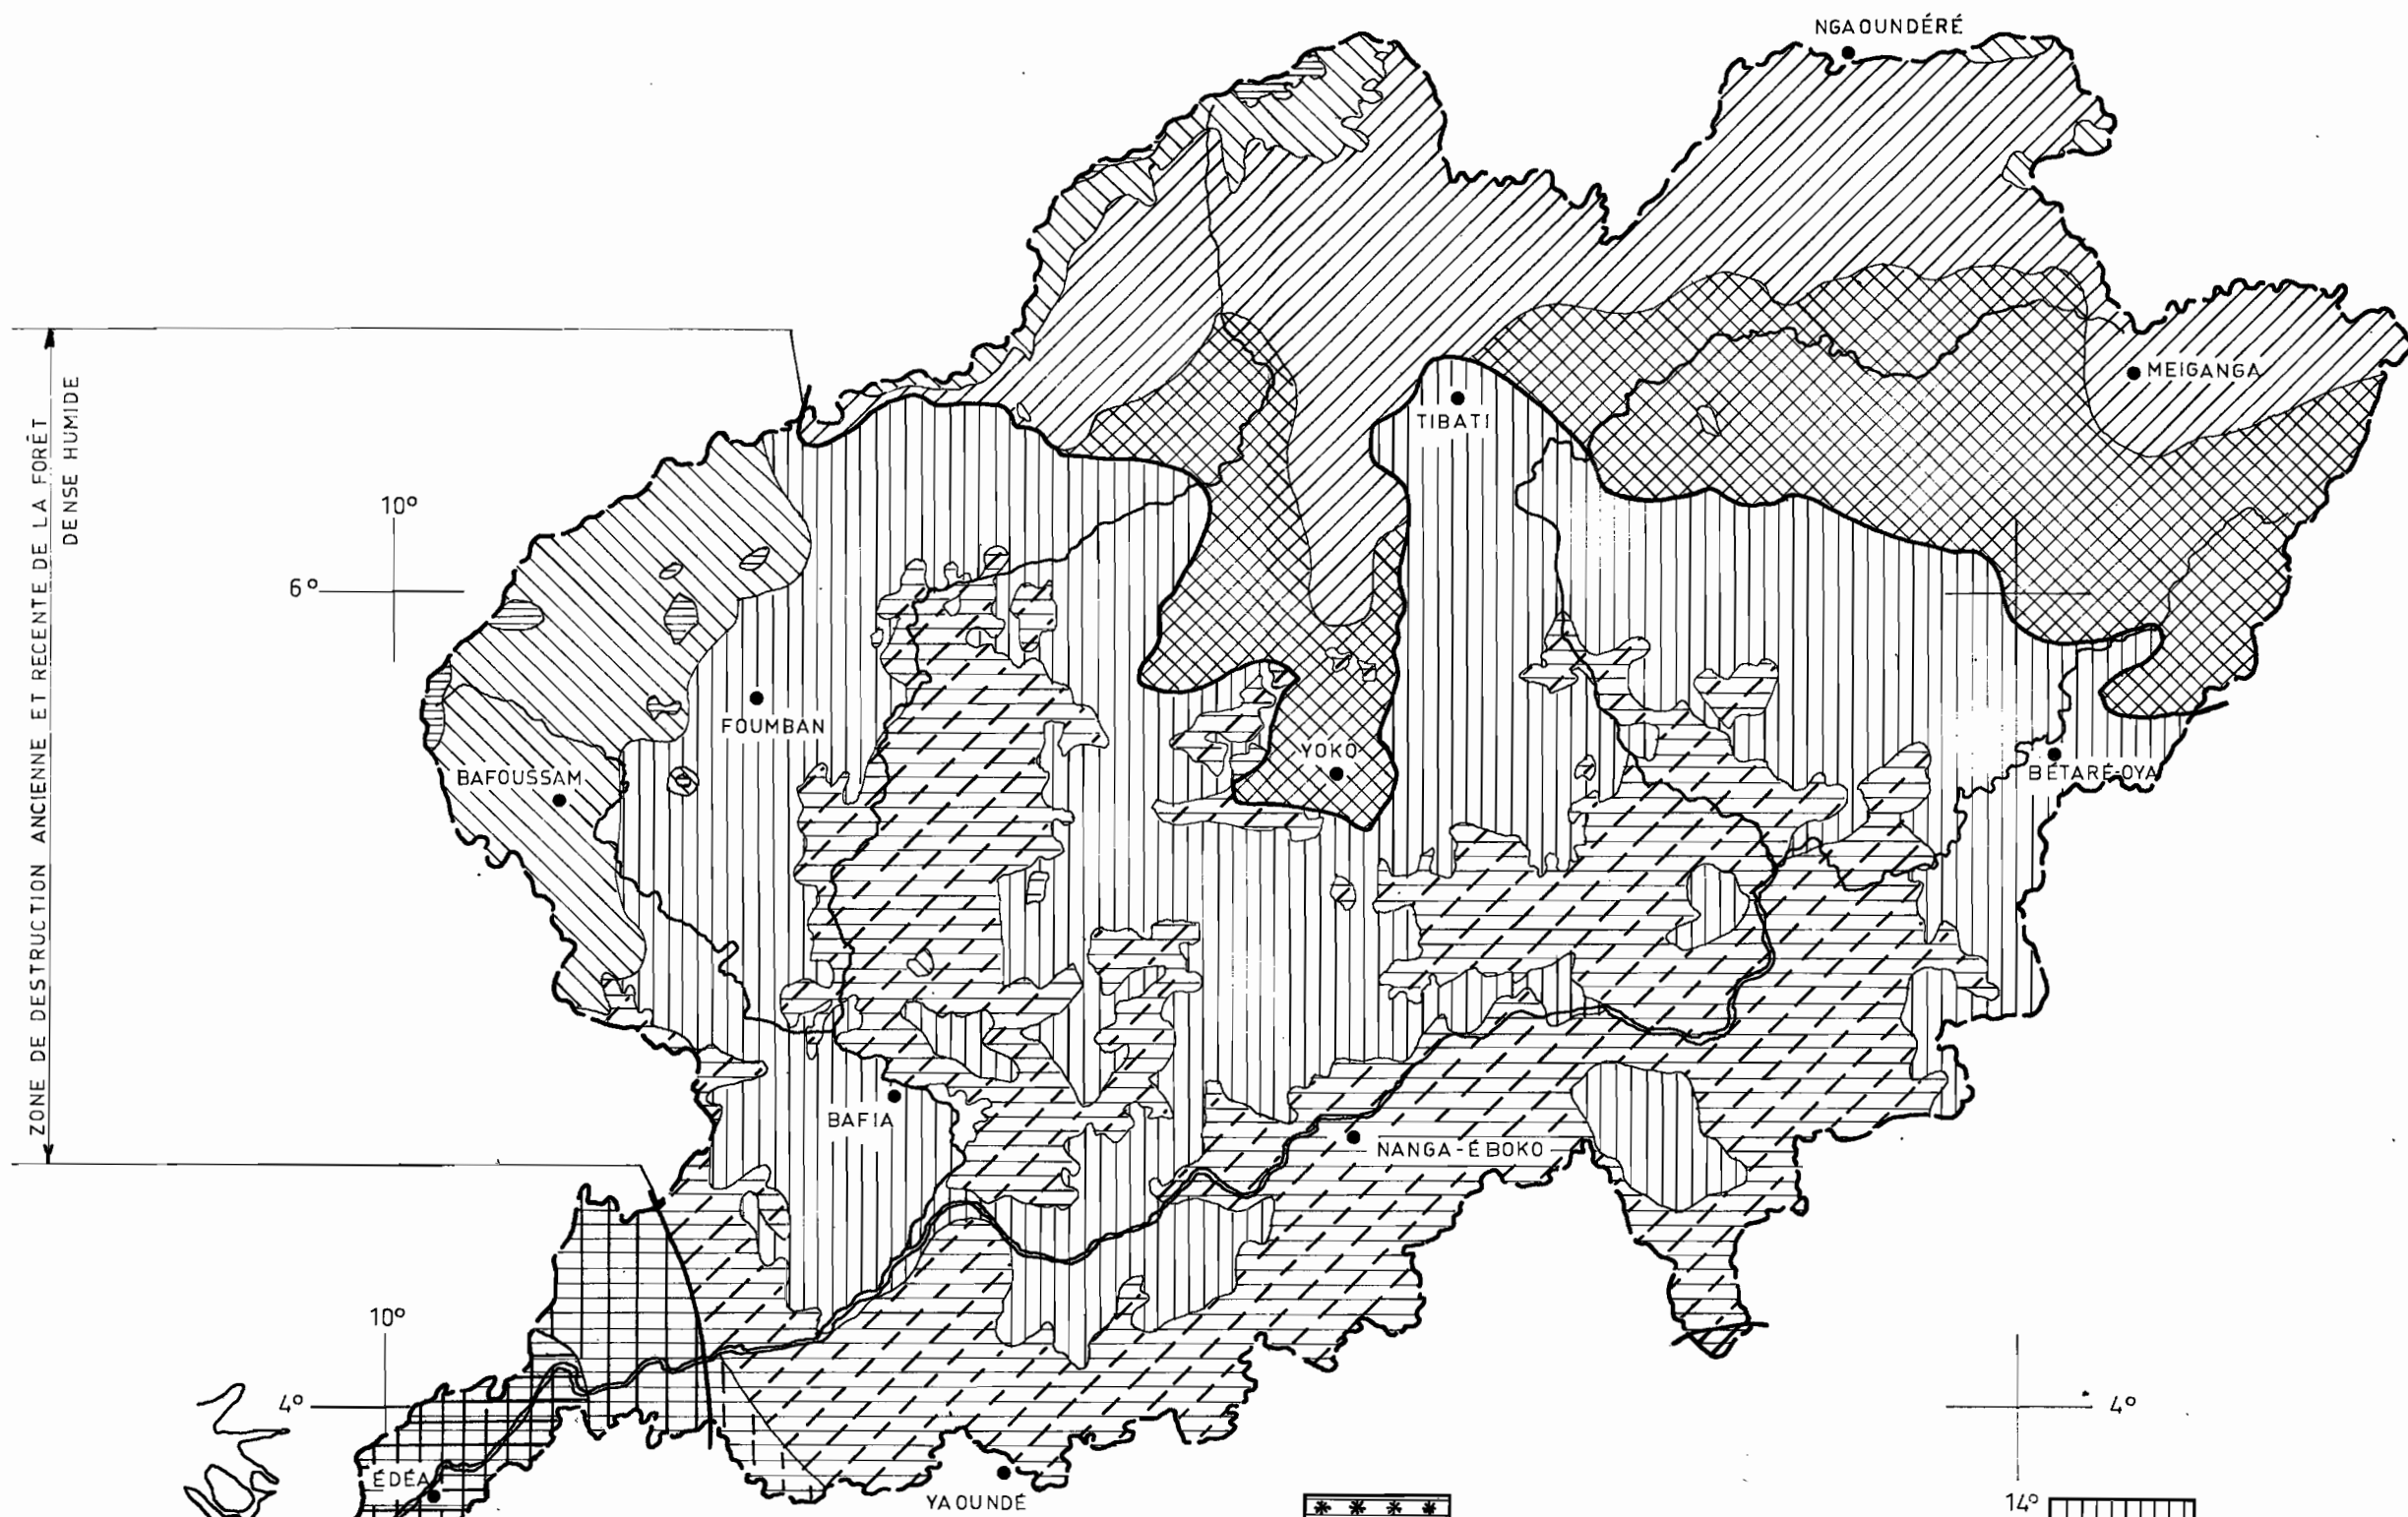 NGAOUNDÉRÉ
MEIGANGA
TIBATI
ZONE DE DESTRUCTION ANCIENNE ET RECENTE DE LA FORÊT
DENSE HUMIDE
10°
6°
FOUMBAN
YOKO
BAFOUSSAM
BÉTARÉ-OYA
BAFIA
NANGA-ÉBOKO
10°
4°
4°
ÉDÉA
YAOUNDÉ
14°